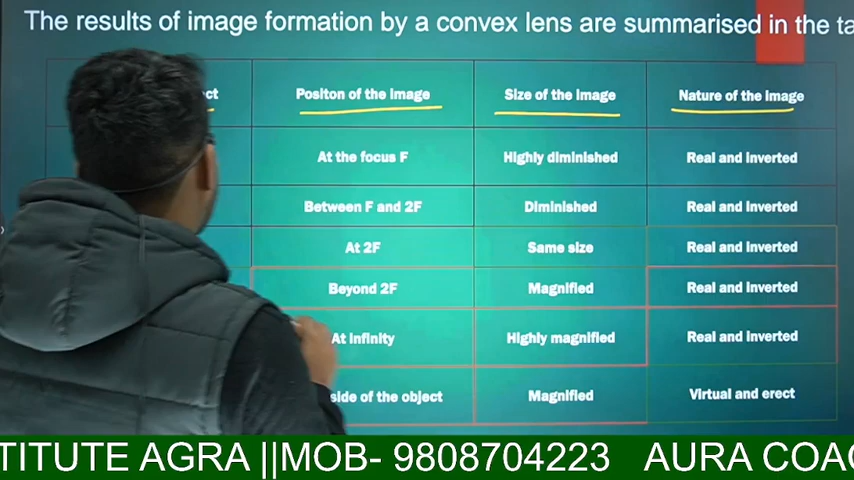 The results of image formation by a convex lens are summarised in the ta
ct Positon of the image Size of the image Nature of the image
At the focus F Highly diminished Real and inverted
Between F and 2F Diminished Real and inverted
At 2F Same size Real and inverted
Beyond 2F Magnified Real and inverted
At infinity Highly magnified Real and inverted
side of the object Magnified Virtual and erect
TITUTE AGRA ||MOB- 9808704223 AURA COAC